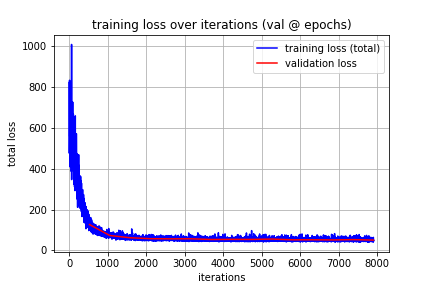 training loss over iterations (val @ epochs)
training loss (total)
validation loss
total loss
1000
800
600
400
200
0
0 1000 2000 3000 4000 5000 6000 7000 8000
iterations